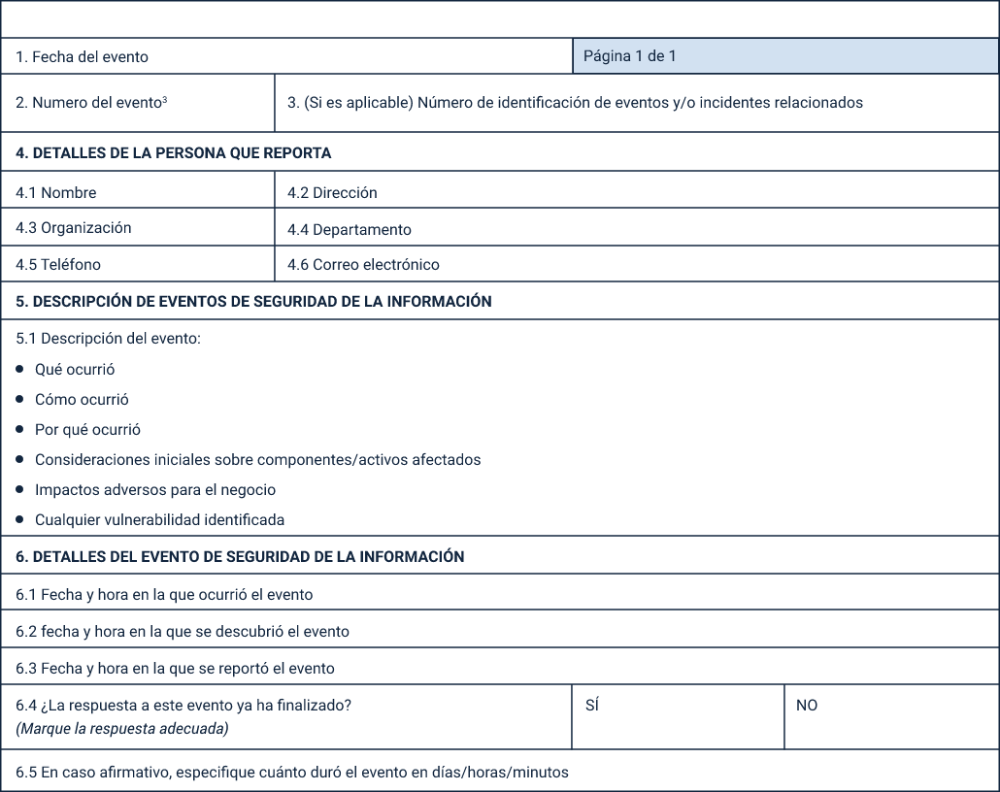 1. Fecha del evento
Página 1 de 1
2. Numero del evento³
3. (Si es aplicable) Número de identificación de eventos y/o incidentes relacionados
4. DETALLES DE LA PERSONA QUE REPORTA
4.1 Nombre
4.2 Dirección
4.3 Organización
4.4 Departamento
4.5 Teléfono
4.6 Correo electrónico
5. DESCRIPCIÓN DE EVENTOS DE SEGURIDAD DE LA INFORMACIÓN
5.1 Descripción del evento:
● Qué ocurrió
● Cómo ocurrió
● Por qué ocurrió
● Consideraciones iniciales sobre componentes/activos afectados
● Impactos adversos para el negocio
● Cualquier vulnerabilidad identificada
6. DETALLES DEL EVENTO DE SEGURIDAD DE LA INFORMACIÓN
6.1 Fecha y hora en la que ocurrió el evento
6.2 fecha y hora en la que se descubrió el evento
6.3 Fecha y hora en la que se reportó el evento
6.4 ¿La respuesta a este evento ya ha finalizado?
(Marque la respuesta adecuada)
SÍ
NO
6.5 En caso afirmativo, especifique cuánto duró el evento en días/horas/minutos